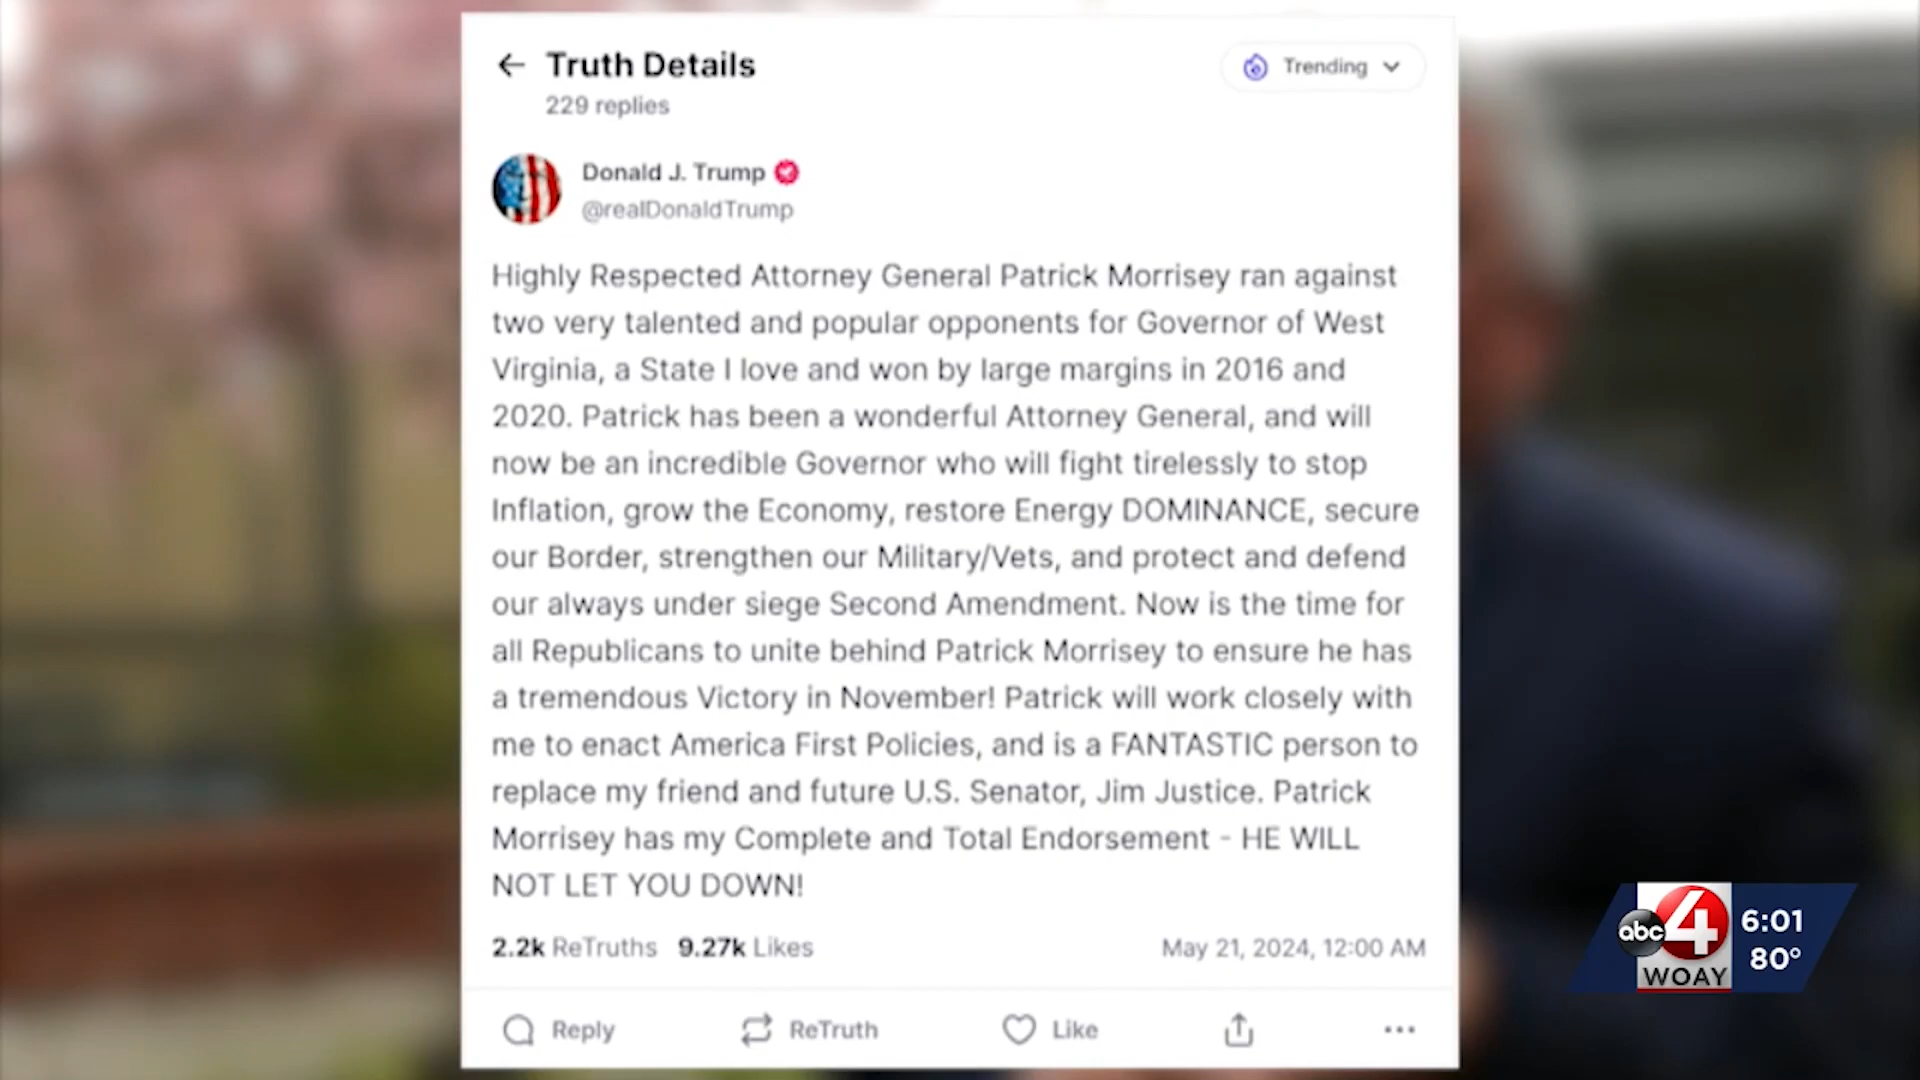 Truth Details
Trending
229 replies
Donald J. Trump
@realDonaldTrump
Highly Respected Attorney General Patrick Morrisey ran against
two very talented and popular opponents for Governor of West
Virginia, a State I love and won by large margins in 2016 and
2020. Patrick has been a wonderful Attorney General, and will
now be an incredible Governor who will fight tirelessly to stop
Inflation, grow the Economy, restore Energy DOMINANCE, secure
our Border, strengthen our Military/Vets, and protect and defend
our always under siege Second Amendment. Now is the time for
all Republicans to unite behind Patrick Morrisey to ensure he has
a tremendous Victory in November! Patrick will work closely with
me to enact America First Policies, and is a FANTASTIC person to
replace my friend and future U.S. Senator, Jim Justice. Patrick
Morrisey has my Complete and Total Endorsement - HE WILL
NOT LET YOU DOWN!
2.2k ReTruths 9.27k Likes
May 21, 2024, 12:00 AM
Reply
ReTruth
Like
abc 4
WOAY
6:01
80°